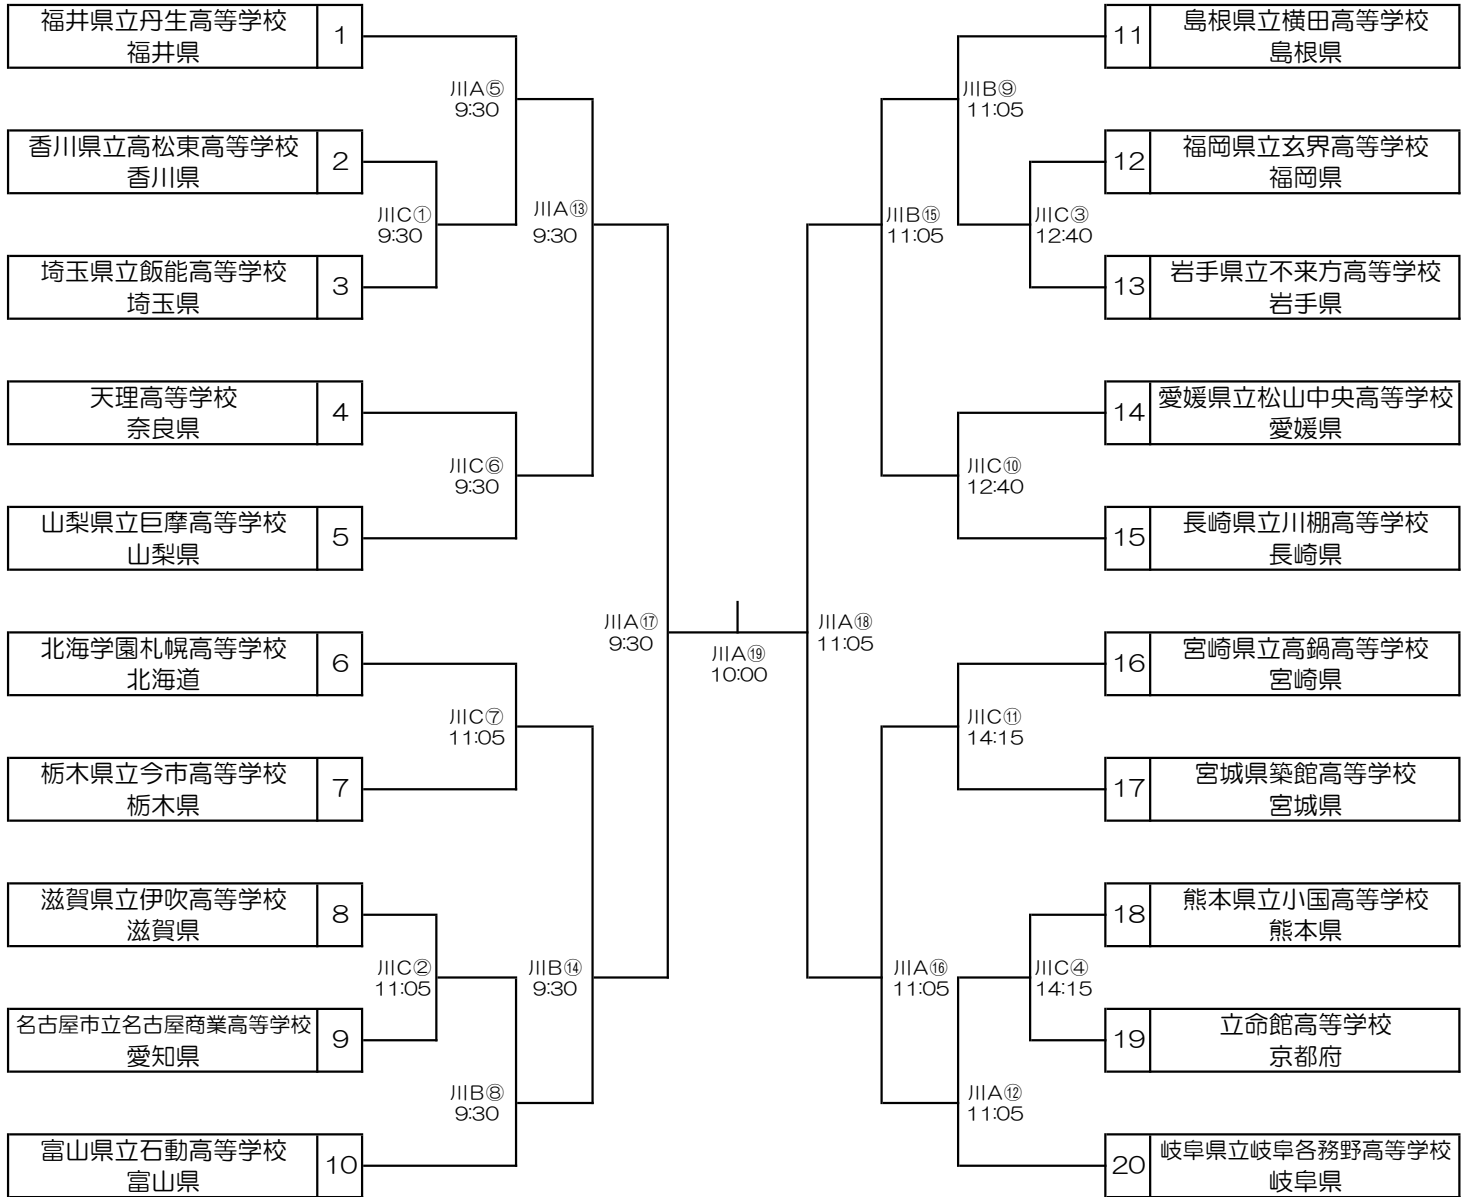 福井県立丹生高等学校
福井県
1
川A⑤
9:30
香川県立高松東高等学校
香川県
2
川C①
9:30
川A⑬
9:30
埼玉県立飯能高等学校
埼玉県
3
天理高等学校
奈良県
4
川C⑥
9:30
山梨県立巨摩高等学校
山梨県
5
川A⑰
9:30
北海学園札幌高等学校
北海道
6
川C⑦
11:05
栃木県立今市高等学校
栃木県
7
滋賀県立伊吹高等学校
滋賀県
8
川C②
11:05
川B⑭
9:30
名古屋市立名古屋商業高等学校
愛知県
9
川B⑧
9:30
富山県立石動高等学校
富山県
10
川A⑲
10:00
11
島根県立横田高等学校
島根県
川B⑨
11:05
12
福岡県立玄界高等学校
福岡県
川B⑮
11:05
川C③
12:40
13
岩手県立不来方高等学校
岩手県
14
愛媛県立松山中央高等学校
愛媛県
川C⑩
12:40
15
長崎県立川棚高等学校
長崎県
川A⑱
11:05
16
宮崎県立高鍋高等学校
宮崎県
川C⑪
14:15
17
宮城県築館高等学校
宮城県
18
熊本県立小国高等学校
熊本県
川A⑯
11:05
川C④
14:15
19
立命館高等学校
京都府
川A⑫
11:05
20
岐阜県立岐阜各務野高等学校
岐阜県